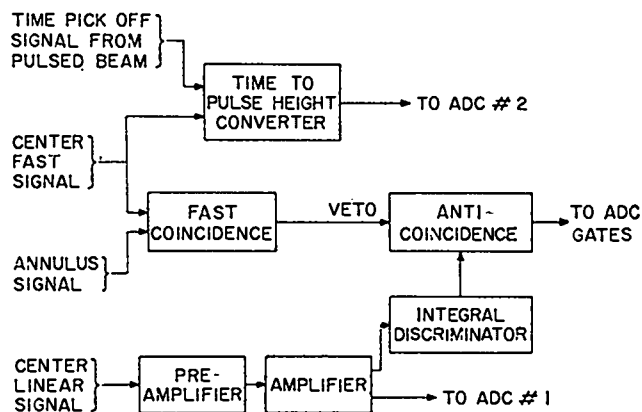 TIME PICK OFF
SIGNAL FROM
PULSED BEAM
TIME TO
PULSE HEIGHT
CONVERTER
TO ADC #2
CENTER
FAST
SIGNAL
FAST
COINCIDENCE
VETO
ANTI-
COINCIDENCE
TO ADC
GATES
ANNULUS
SIGNAL
INTEGRAL
DISCRIMINATOR
CENTER
LINEAR
SIGNAL
PRE-
AMPLIFIER
AMPLIFIER
TO ADC #1